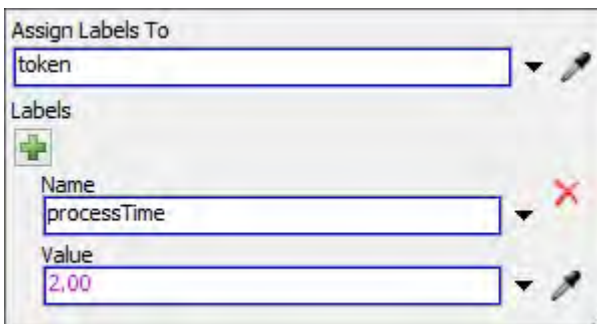 Assign Labels To
token
Labels
Name
processTime
Value
2.00